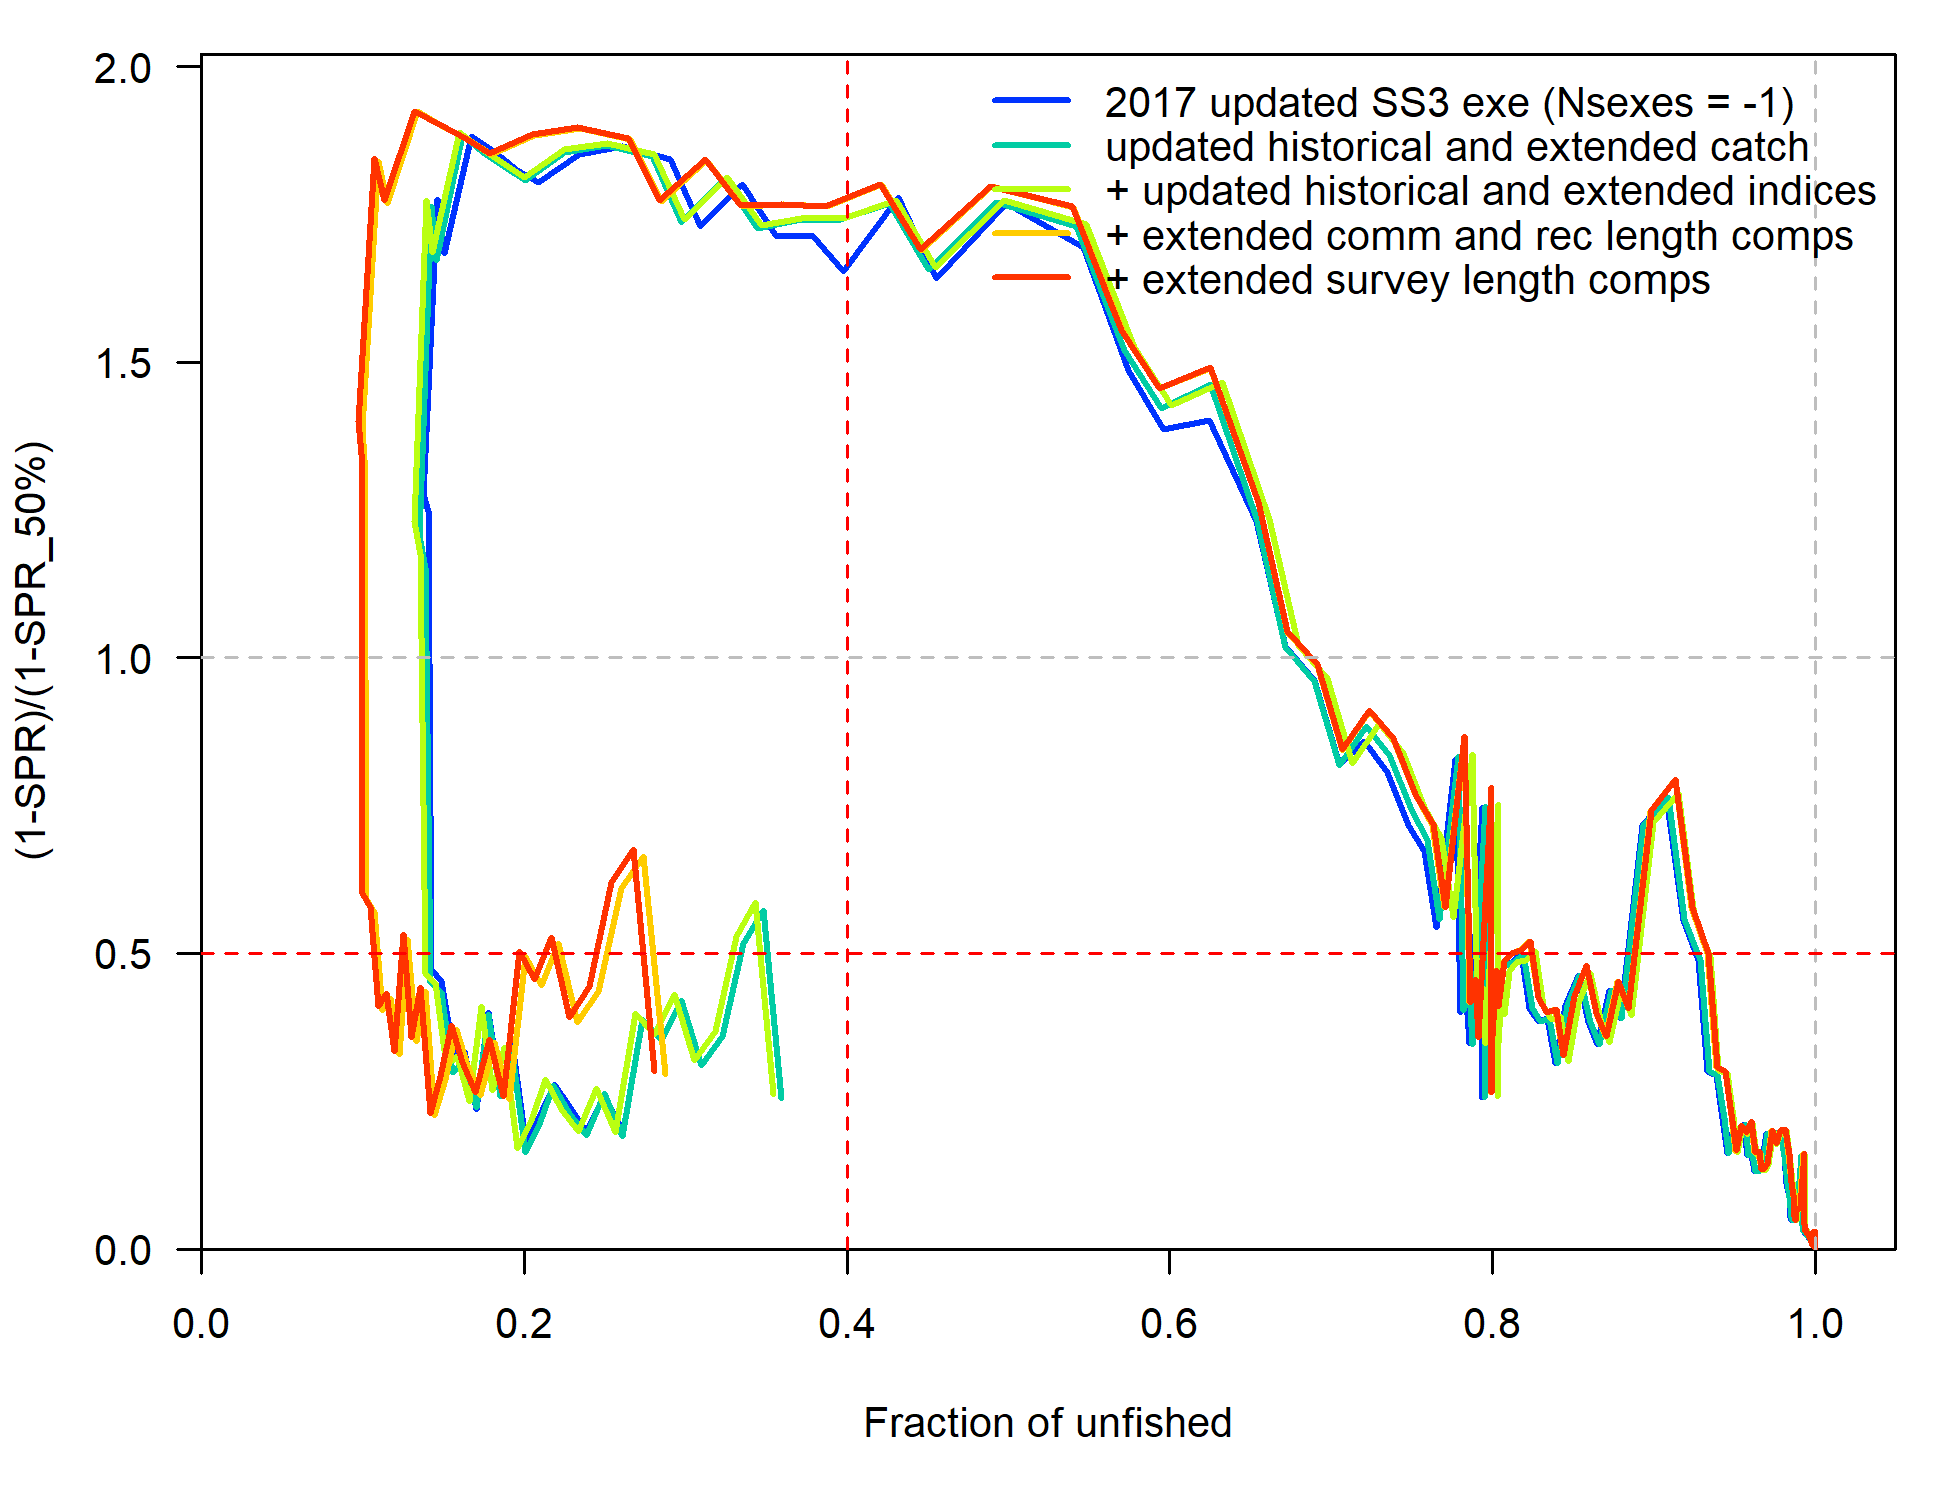 2.0
1.5
1.0
0.5
0.0
(1-SPR)/(1-SPR_50%)
2017 updated SS3 exe (Nsexes = -1)
updated historical and extended catch
+ updated historical and extended indices
+ extended comm and rec length comps
+ extended survey length comps
0.0 0.2 0.4 0.6 0.8 1.0
Fraction of unfished